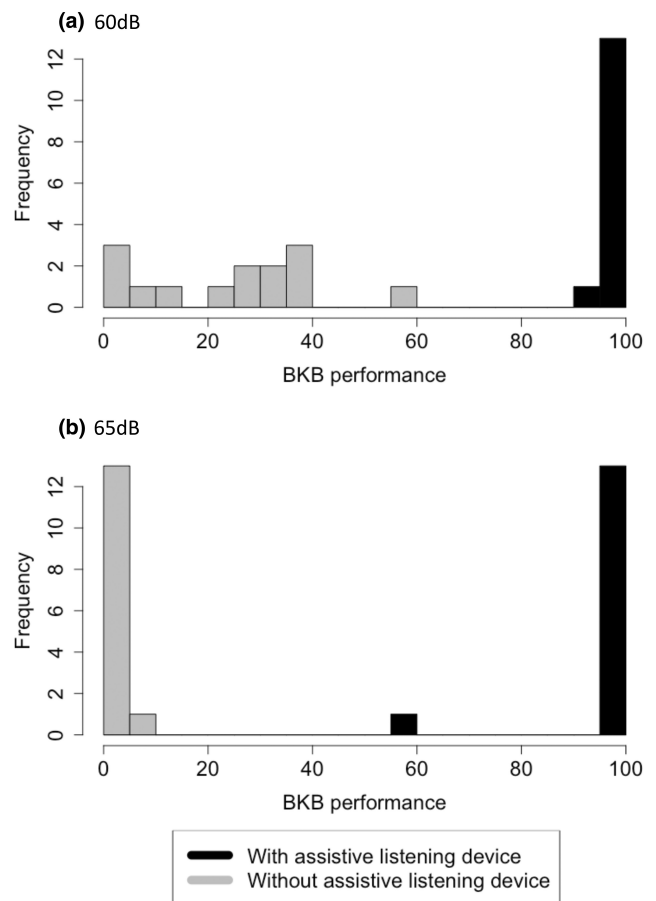 (a) 60dB
12
10
8
6
4
2
0
Frequency
0 20 40 60 80 100
BKB performance
(b) 65dB
12
10
8
6
4
2
0
Frequency
0 20 40 60 80 100
BKB performance
With assistive listening device
Without assistive listening device